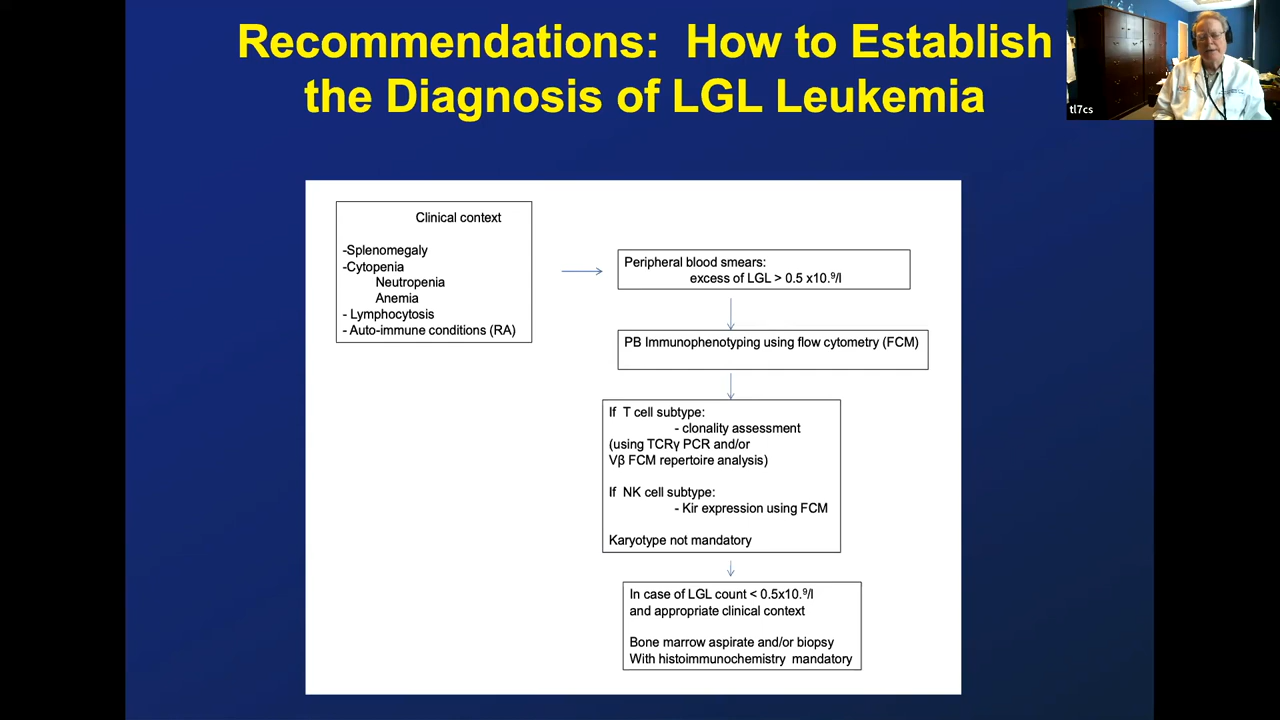 Recommendations: How to Establish
the Diagnosis of LGL Leukemia
tl7cs
Clinical context
-Splenomegaly
-Cytopenia
Neutropenia
Anemia
- Lymphocytosis
- Auto-immune conditions (RA)
Peripheral blood smears:
excess of LGL > 0.5 x10.⁹/l
PB Immunophenotyping using flow cytometry (FCM)
If T cell subtype:
- clonality assessment
(using TCRγ PCR and/or
Vβ FCM repertoire analysis)
If NK cell subtype:
- Kir expression using FCM
Karyotype not mandatory
In case of LGL count < 0.5x10.⁹/l
and appropriate clinical context
Bone marrow aspirate and/or biopsy
With histoimmunochemistry mandatory